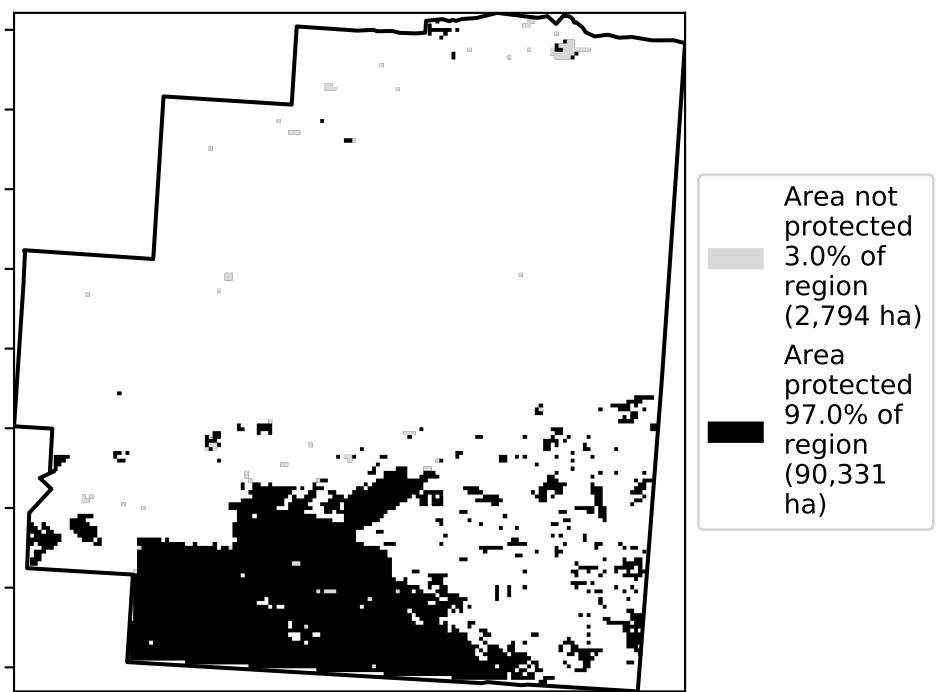 Area not
protected
3.0% of
region
(2,794 ha)
Area
protected
97.0% of
region
(90,331
ha)